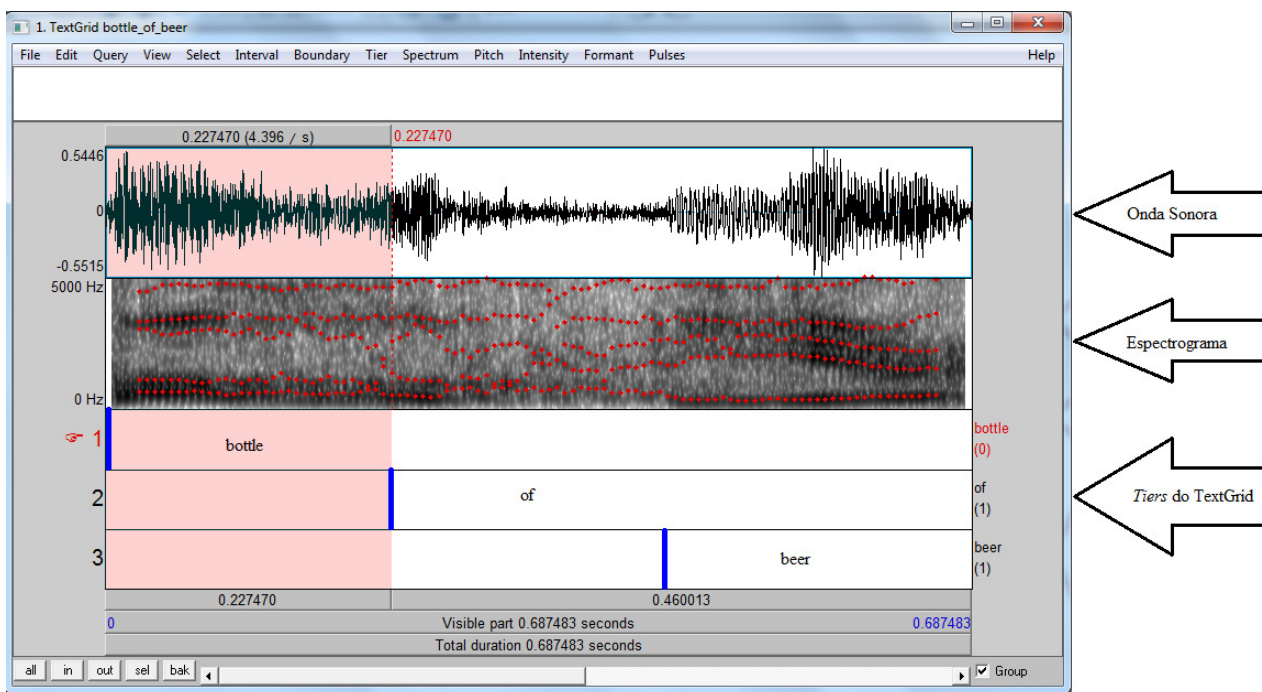 1. TextGrid bottle_of_beer
File Edit Query View Select Interval Boundary Tier Spectrum Pitch Intensity Formant Pulses Help
0.227470 (4.396 / s) 0.227470
0.5446
0
-0.5515
Onda Sonora
5000 Hz
Espectrograma
0 Hz
1 bottle bottle
(0)
2 of of
(1)
Tiers do TextGrid
3 beer beer
(1)
0.227470 0.460013
0 Visible part 0.687483 seconds 0.687483
Total duration 0.687483 seconds
all in out sel bak Group